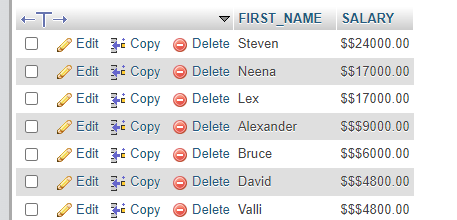 FIRST_NAME SALARY
Edit Copy Delete Steven $$24000.00
Edit Copy Delete Neena $$17000.00
Edit Copy Delete Lex $$17000.00
Edit Copy Delete Alexander $$$9000.00
Edit Copy Delete Bruce $$$6000.00
Edit Copy Delete David $$$4800.00
Edit Copy Delete Valli $$$4800.00